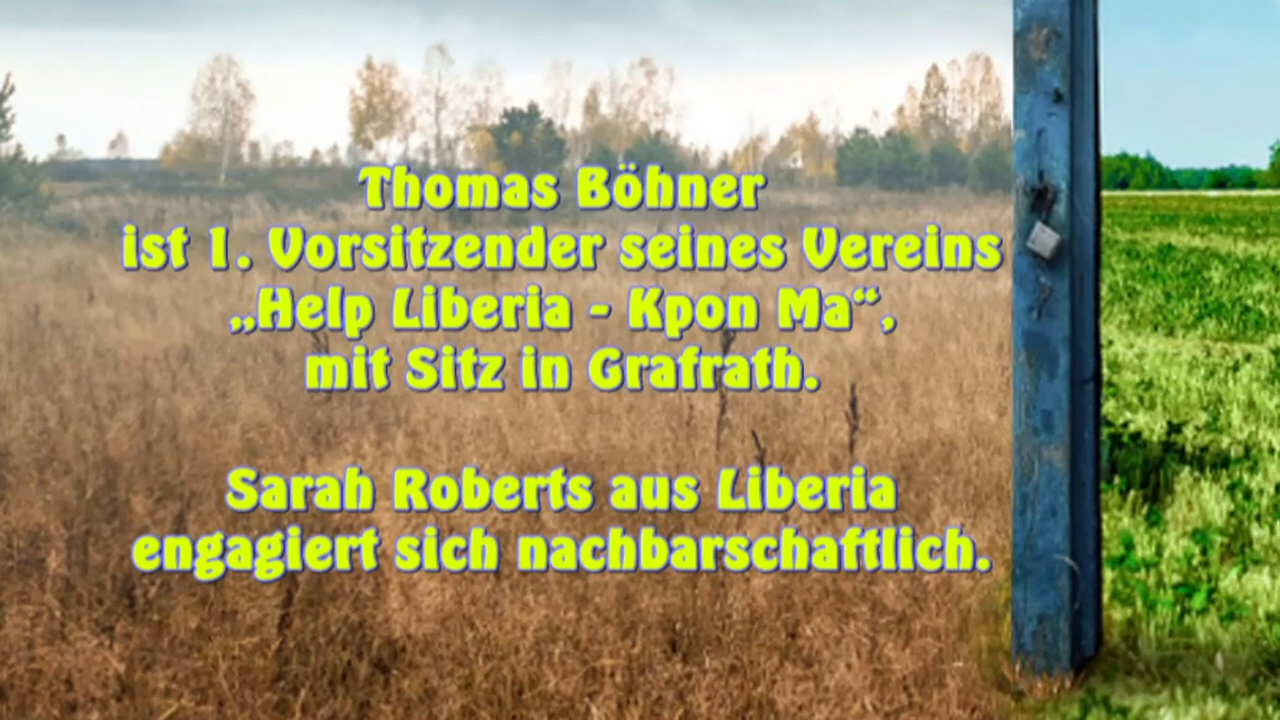 Thomas Böhner
ist 1. Vorsitzender seines Vereins
„Help Liberia - Kpon Ma“,
mit Sitz in Grafrath.
Sarah Roberts aus Liberia
engagiert sich nachbarschaftlich.